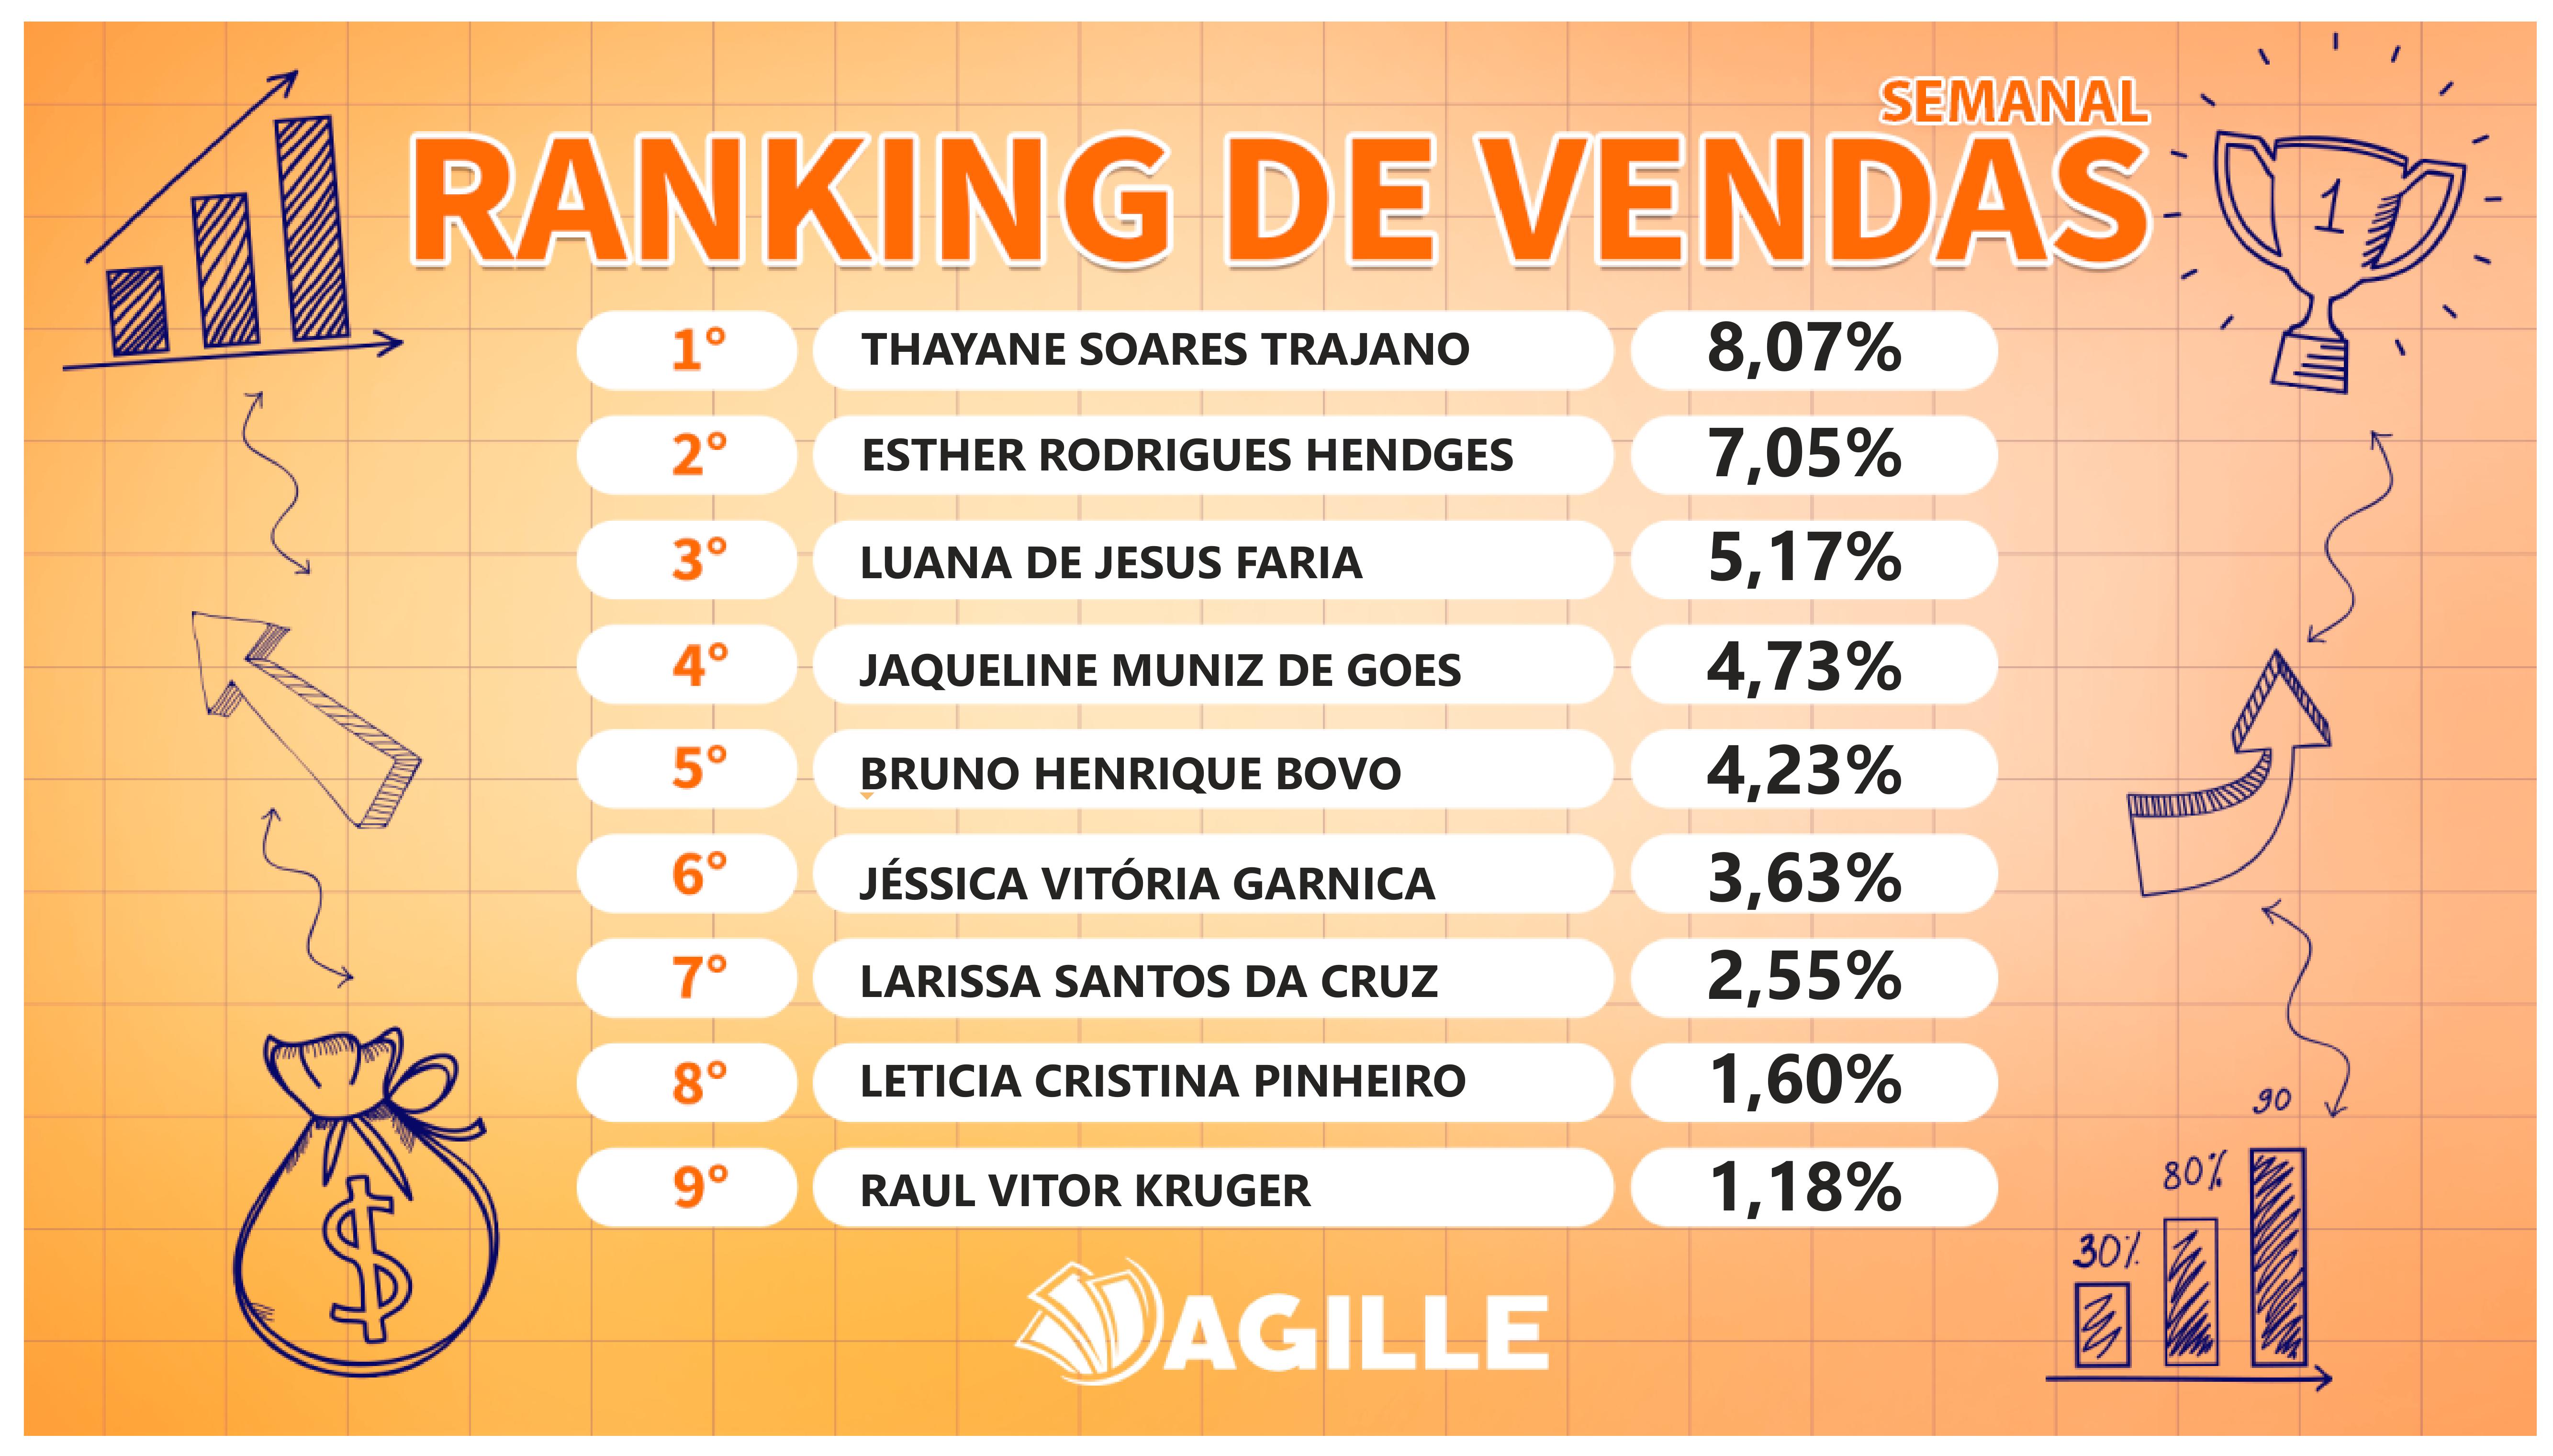 SEMANAL
RANKING DE VENDAS
1
1° THAYANE SOARES TRAJANO 8,07%
2° ESTHER RODRIGUES HENDGES 7,05%
3° LUANA DE JESUS FARIA 5,17%
4° JAQUELINE MUNIZ DE GOES 4,73%
5° BRUNO HENRIQUE BOVO 4,23%
6° JÉSSICA VITÓRIA GARNICA 3,63%
7° LARISSA SANTOS DA CRUZ 2,55%
8° LETICIA CRISTINA PINHEIRO 1,60%
9° RAUL VITOR KRUGER 1,18%
$
30% 80% 90
AGILLE